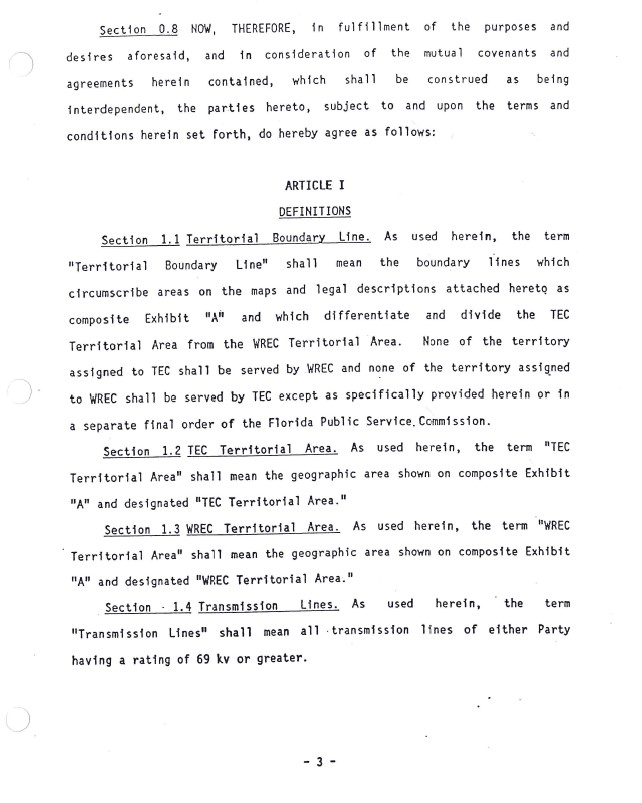 Section 0.8 NOW, THEREFORE, in fulfillment of the purposes and
desires aforesaid, and in consideration of the mutual covenants and
agreements herein contained, which shall be construed as being
interdependent, the parties hereto, subject to and upon the terms and
conditions herein set forth, do hereby agree as follows:
ARTICLE I
DEFINITIONS
Section 1.1 Territorial Boundary Line. As used herein, the term
"Territorial Boundary Line" shall mean the boundary lines which
circumscribe areas on the maps and legal descriptions attached hereto as
composite Exhibit "A" and which differentiate and divide the TEC
Territorial Area from the WREC Territorial Area. None of the territory
assigned to TEC shall be served by WREC and none of the territory assigned
to WREC shall be served by TEC except as specifically provided herein or in
a separate final order of the Florida Public Service Commission.
Section 1.2 TEC Territorial Area. As used herein, the term "TEC
Territorial Area" shall mean the geographic area shown on composite Exhibit
"A" and designated "TEC Territorial Area."
Section 1.3 WREC Territorial Area. As used herein, the term "WREC
Territorial Area" shall mean the geographic area shown on composite Exhibit
"A" and designated "WREC Territorial Area."
Section 1.4 Transmission Lines. As used herein, the term
"Transmission Lines" shall mean all transmission lines of either Party
having a rating of 69 kv or greater.
- 3 -